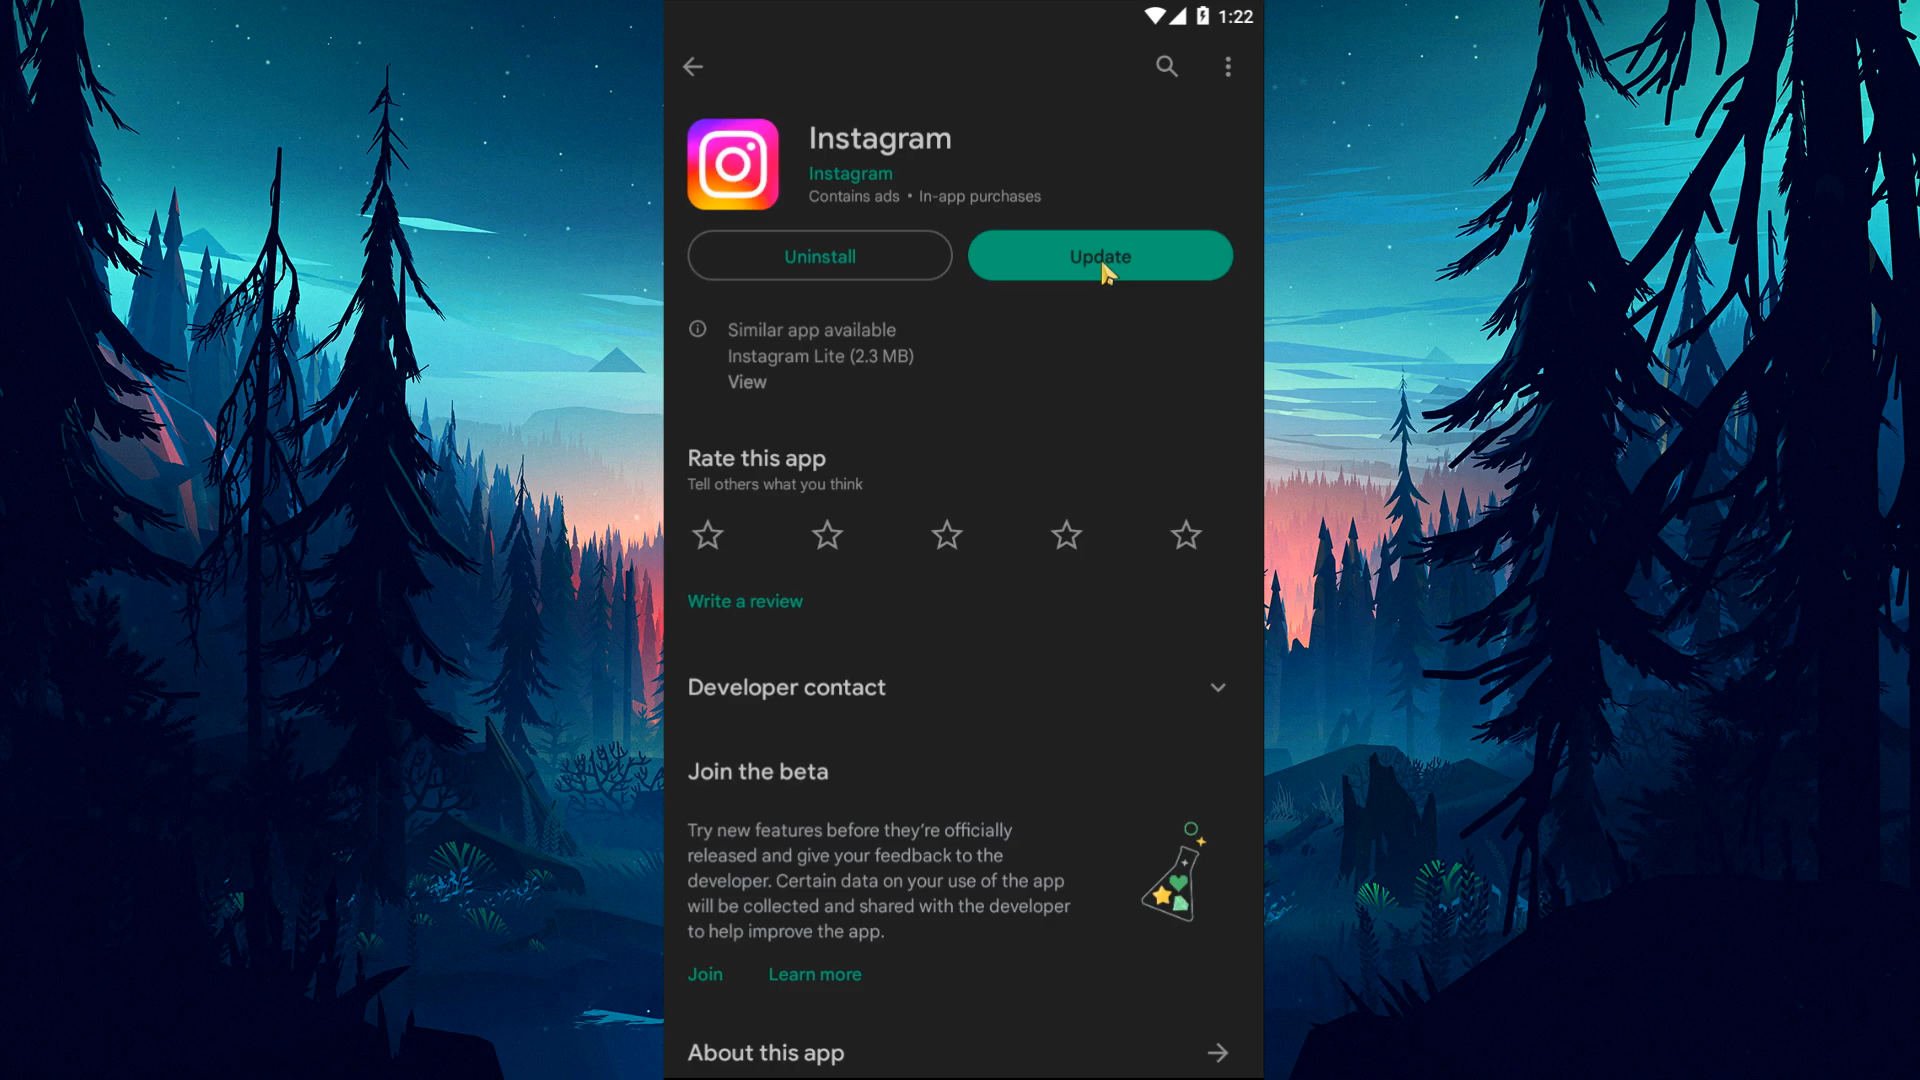 1:22
Instagram
Instagram
Contains ads • In-app purchases
Uninstall
Update
Similar app available
Instagram Lite (2.3 MB)
View
Rate this app
Tell others what you think
Write a review
Developer contact
Join the beta
Try new features before they're officially
released and give your feedback to the
developer. Certain data on your use of the app
will be collected and shared with the developer
to help improve the app.
Join
Learn more
About this app